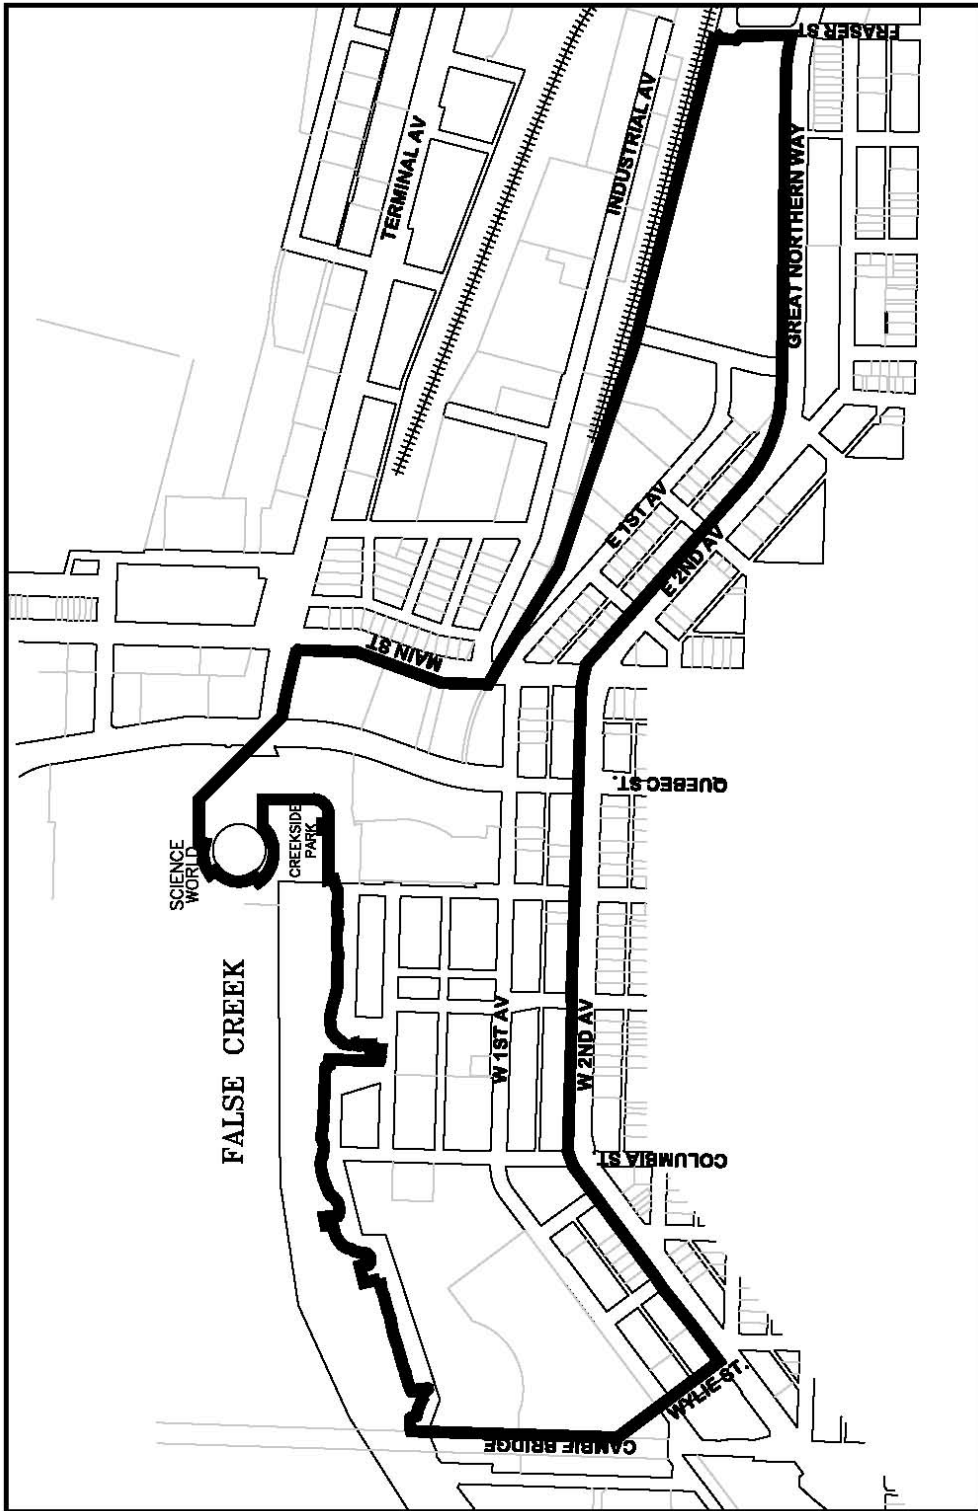 FRASER ST
TERMINAL AV
INDUSTRIAL AV
GREAT NORTHERN WAY
E 1ST AV
E 2ND AV
MAIN ST
QUEBEC ST.
SCIENCE
WORLD
CREEKSIDE
PARK
FALSE CREEK
W 1ST AV
W 2ND AV
COLUMBIA ST.
WYLIE ST.
CAMBIE BRIDGE